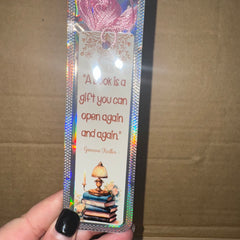 "A book is a
gift you can
open again
and again."
Garrison Keillor